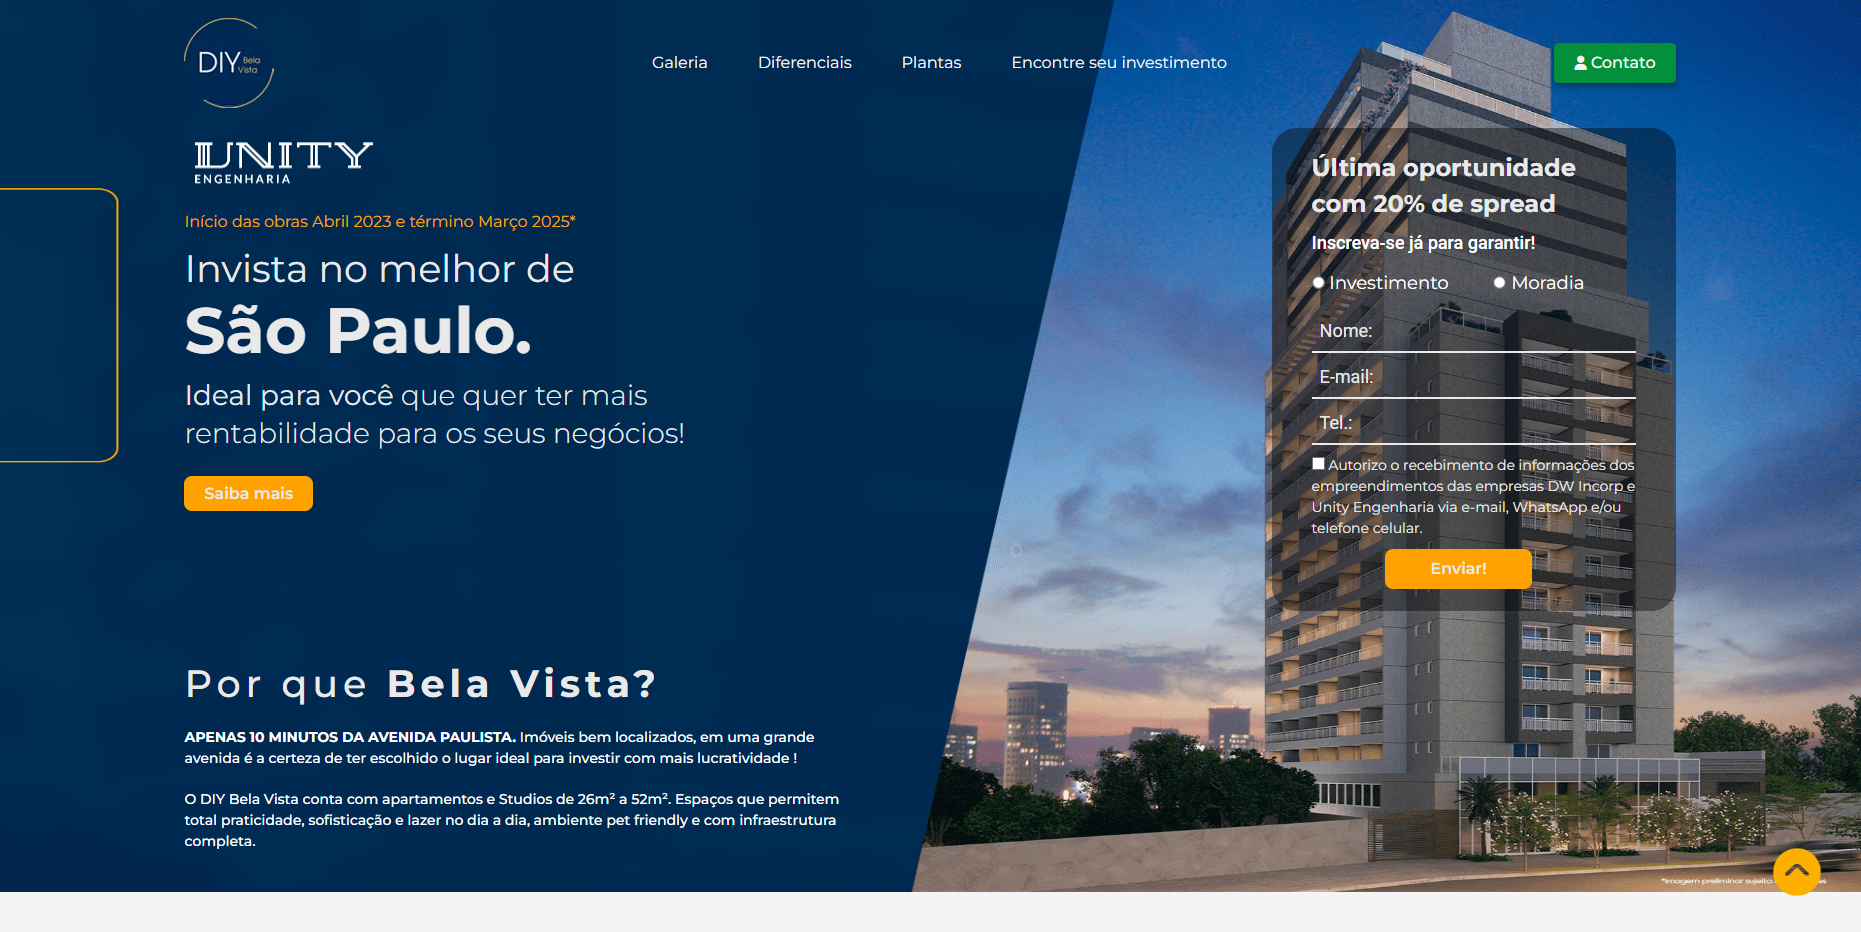 DIY Bela Vista
Galeria
Diferenciais
Plantas
Encontre seu investimento
Contato
UNITY
ENGENHARIA
Início das obras Abril 2023 e término Março 2025*
Invista no melhor de
São Paulo.
Ideal para você que quer ter mais
rentabilidade para os seus negócios!
Saiba mais
Última oportunidade
com 20% de spread
Inscreva-se já para garantir!
Investimento
Moradia
Nome:
E-mail:
Tel.:
Autorizo o recebimento de informações dos
empreendimentos das empresas DW Incorp e
Unity Engenharia via e-mail, WhatsApp e/ou
telefone celular.
Enviar!
Por que Bela Vista?
APENAS 10 MINUTOS DA AVENIDA PAULISTA. Imóveis bem localizados, em uma grande
avenida é a certeza de ter escolhido o lugar ideal para investir com mais lucratividade !
O DIY Bela Vista conta com apartamentos e Studios de 26m² a 52m². Espaços que permitem
total praticidade, sofisticação e lazer no dia a dia, ambiente pet friendly e com infraestrutura
completa.
*Imagem preliminar sujeita